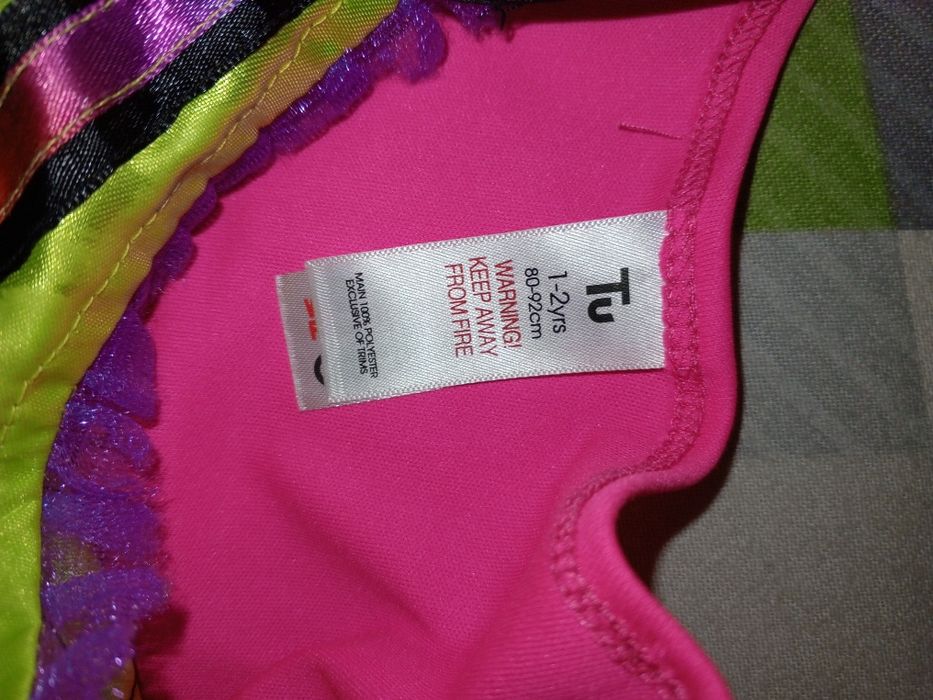 Tu
1-2yrs
80-92cm
WARNING!
KEEP AWAY
FROM FIRE
MAIN 100% POLYESTER
EXCLUSIVE OF TRIMS